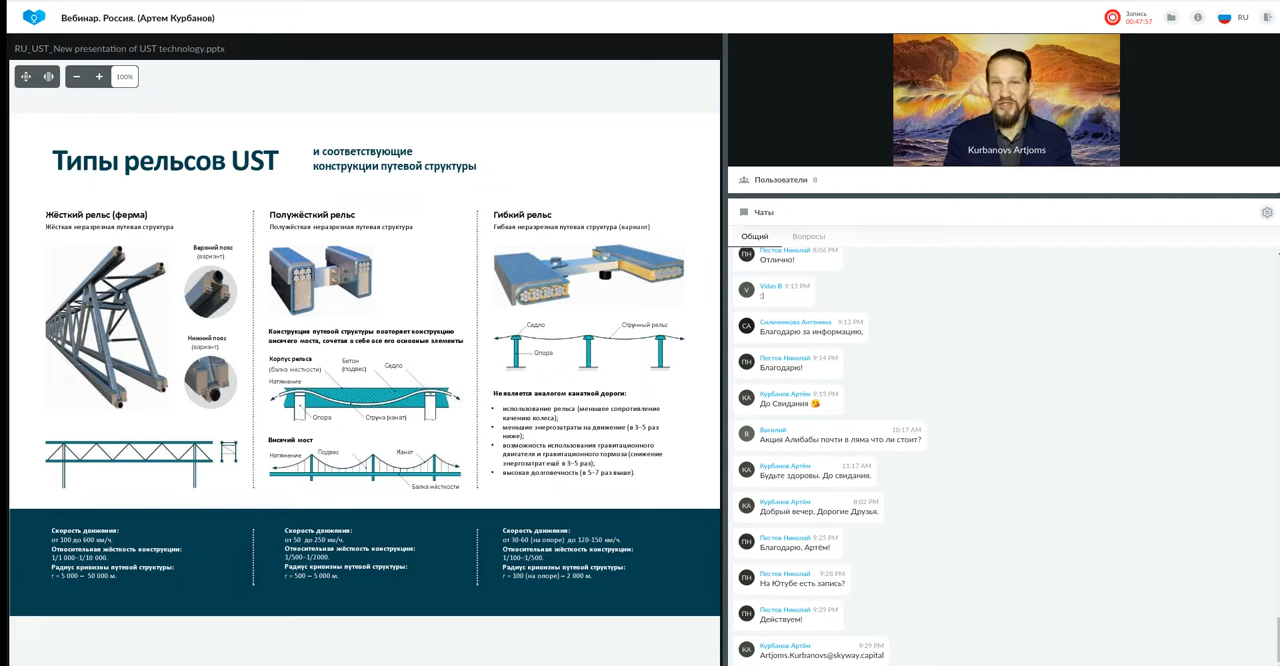 Вебинар. Россия. (Артем Курбанов)
Запись
00:47:57
RU
RU_UST_New presentation of UST technology.pptx
100%
Типы рельсов UST
и соответствующие
конструкции путевой структуры
Жёсткий рельс (ферма)
Жёсткая неразрезная путевая структура
Верхний пояс
(вариант)
Нижний пояс
(вариант)
Полужёсткий рельс
Полужёсткая неразрезная путевая структура
Конструкция путевой структуры повторяет конструкцию
висячего моста, сочетая в себе все его основные элементы
Корпус рельса
(балка жесткости)
Бетон
(подвес)
Седло
Натяжение
Опора
Струна (канат)
Висячий мост
Натяжение
Подвес
Канат
Балка жёсткости
Гибкий рельс
Гибкая неразрезная путевая структура (вариант)
Седло
Струнный рельс
Опора
Не является аналогом канатной дороги:
• использование рельса (меньшее сопротивление
качению колеса);
• меньшие энергозатраты на движение (в 3–5 раз
ниже);
• возможность использования гравитационного
двигателя и гравитационного тормоза (снижение
энергозатрат ещё в 3–5 раз);
• высокая долговечность (в 5–7 раз выше).
Скорость движения:
от 100 до 600 км/ч.
Относительная жёсткость конструкции:
1/1 000–1/10 000.
Радиус кривизны путевой структуры:
r = 5 000 – 50 000 м.
Скорость движения:
от 50 до 250 км/ч.
Относительная жёсткость конструкции:
1/500–1/2000.
Радиус кривизны путевой структуры:
r = 500 – 5 000 м.
Скорость движения:
от 30-60 (на опоре) до 120-150 км/ч.
Относительная жёсткость конструкции:
1/100–1/500.
Радиус кривизны путевой структуры:
r = 100 (на опоре) – 2 000 м.
Kurbanovs Artjoms
Пользователи 8
Чаты
Общий Вопросы
ПН
Пестов Николай 8:06 PM
Отлично!
V
Vidas B 9:13 PM
:)
СА
Сильченкова Антонина 9:13 PM
Благодарю за информацию,
ПН
Пестов Николай 9:14 PM
Благодарю!
КА
Курбанов Артём 9:15 PM
До Свидания 😘
В
Василий 10:17 AM
Акция Алибабы почти в ляма что ли стоит?
КА
Курбанов Артём 11:17 AM
Будьте здоровы. До свидания.
КА
Курбанов Артём 8:02 PM
Добрый вечер, Дорогие Друзья.
ПН
Пестов Николай 9:25 PM
Благодарю, Артём!
ПН
Пестов Николай 9:28 PM
На Ютубе есть запись?
ПН
Пестов Николай 9:29 PM
Действуем!
КА
Курбанов Артём 9:29 PM
Artjoms.Kurbanovs@skyway.capital